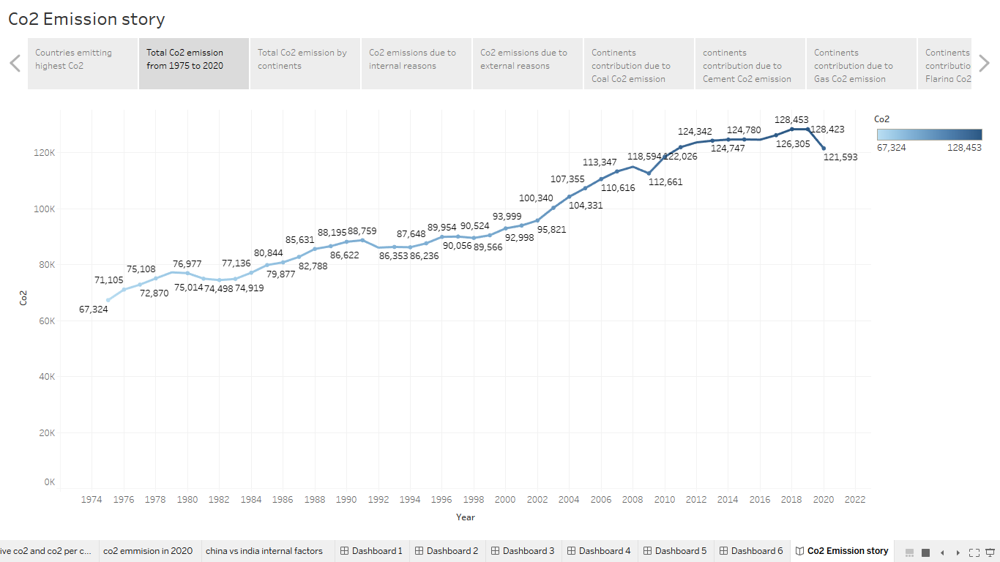 Co2 Emission story
Countries emitting
highest Co2
Total Co2 emission
from 1975 to 2020
Total Co2 emission by
continents
Co2 emissions due to
internal reasons
Co2 emissions due to
external reasons
Continents
contribution due to
Coal Co2 emission
continents
contribution due to
Cement Co2 emission
Continents
contribution due to
Gas Co2 emission
Continents
contributio
Flaring Co2
Co2
67,324 128,453
120K
100K
80K
60K
40K
20K
0K
Co2
67,324
71,105
72,870
75,108
76,977
75,014
74,498
74,919
77,136
79,877
80,844
82,788
85,631
86,622
88,195
88,759
86,353
86,236
87,648
89,954
90,056
90,524
89,566
92,998
93,999
95,821
100,340
104,331
107,355
110,616
113,347
112,661
118,594
122,026
124,342
124,747
124,780
126,305
128,453
128,423
121,593
1974 1976 1978 1980 1982 1984 1986 1988 1990 1992 1994 1996 1998 2000 2002 2004 2006 2008 2010 2012 2014 2016 2018 2020 2022
Year
ive co2 and co2 per c... co2 emmision in 2020 china vs india internal factors Dashboard 1 Dashboard 2 Dashboard 3 Dashboard 4 Dashboard 5 Dashboard 6 Co2 Emission story